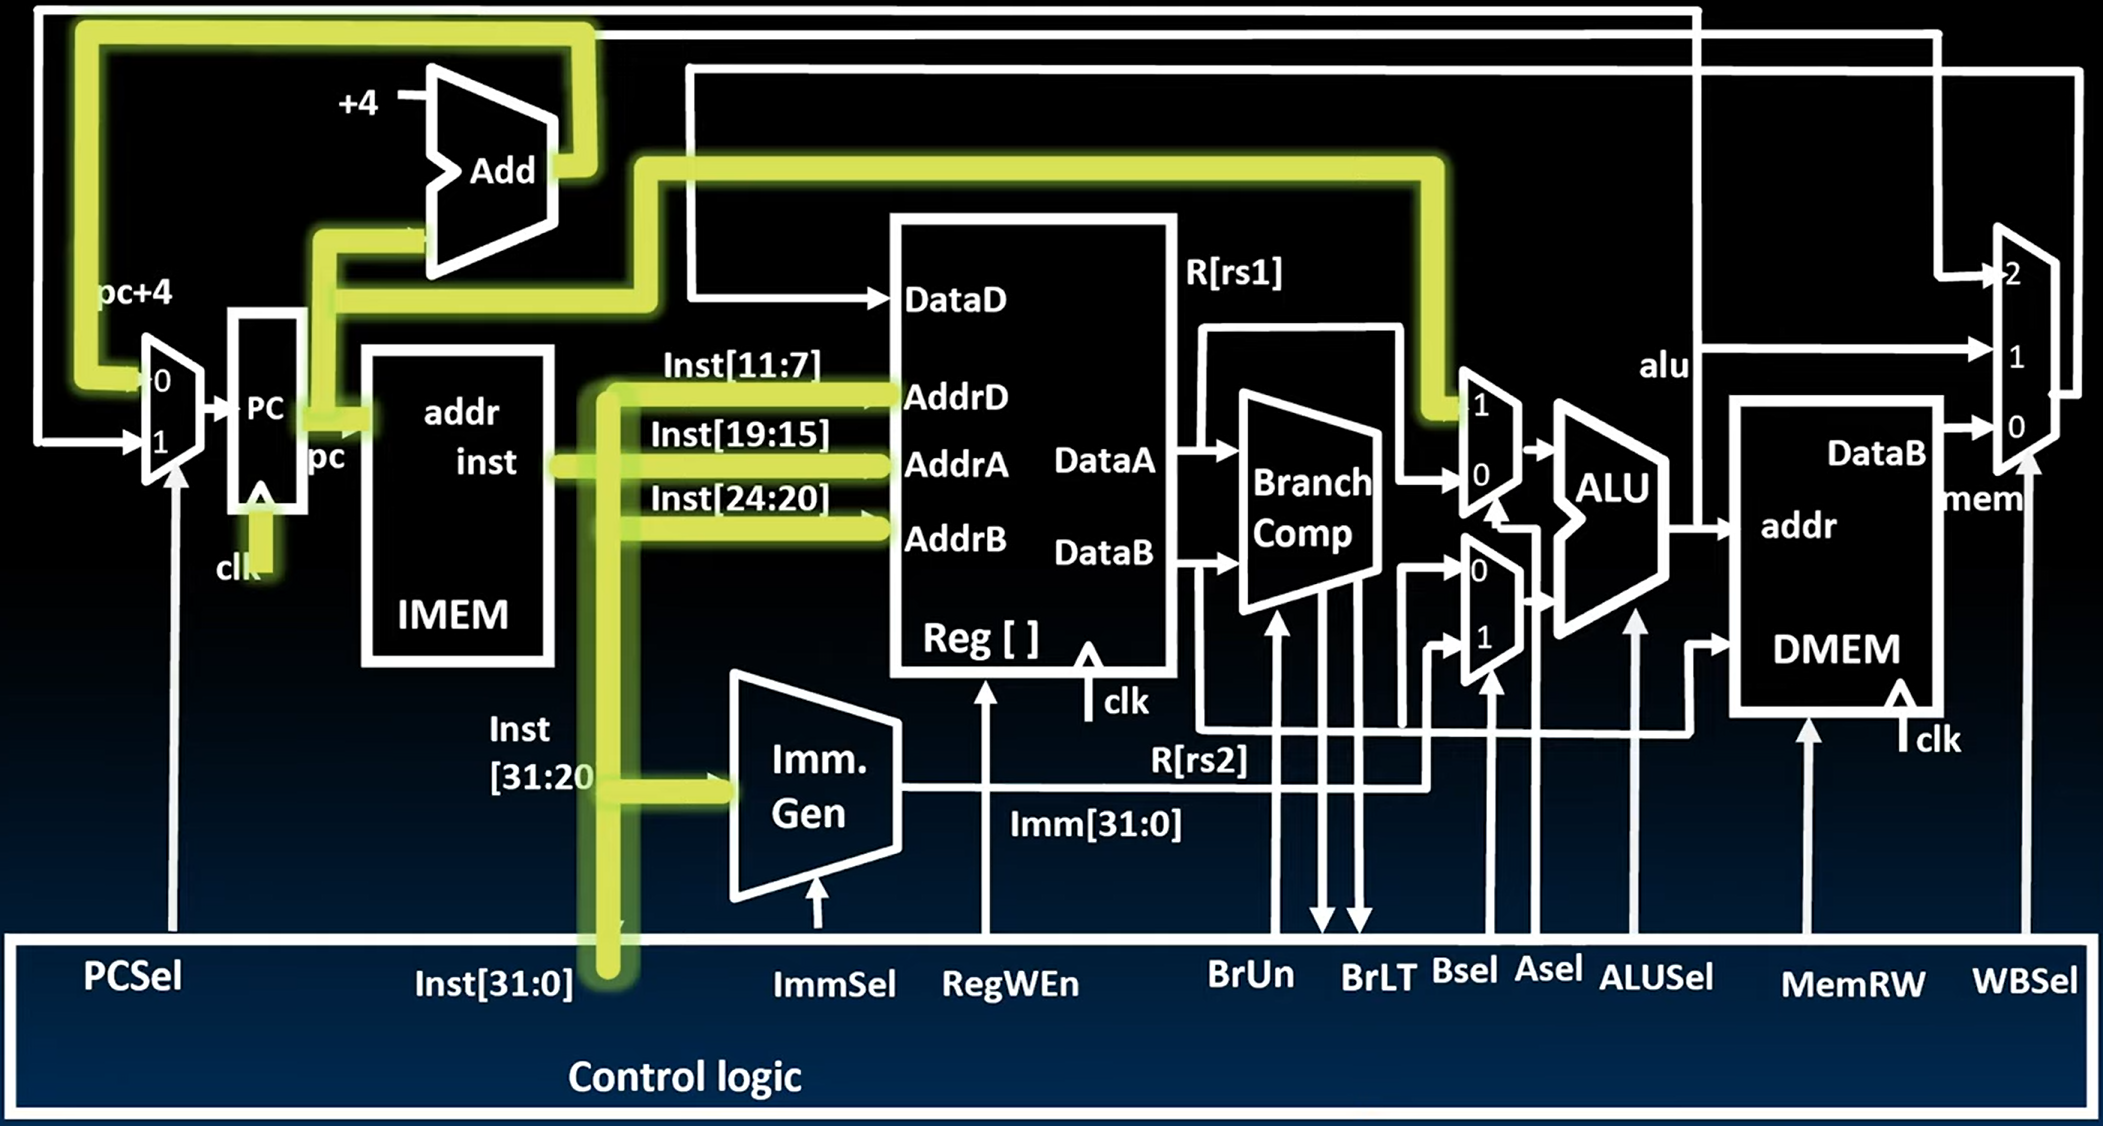 +4
Add
pc+4
0
1
PC
pc
clk
addr
inst
IMEM
Inst[11:7]
Inst[19:15]
Inst[24:20]
DataD
AddrD
AddrA
AddrB
DataA
DataB
Reg [ ]
clk
R[rs1]
Branch
Comp
1
0
0
1
ALU
alu
addr
DataB
DMEM
clk
mem
2
1
0
Inst
[31:20
Imm.
Gen
R[rs2]
Imm[31:0]
PCSel
Inst[31:0]
ImmSel
RegWEn
BrUn
BrLT
Bsel
Asel
ALUSel
MemRW
WBSel
Control logic